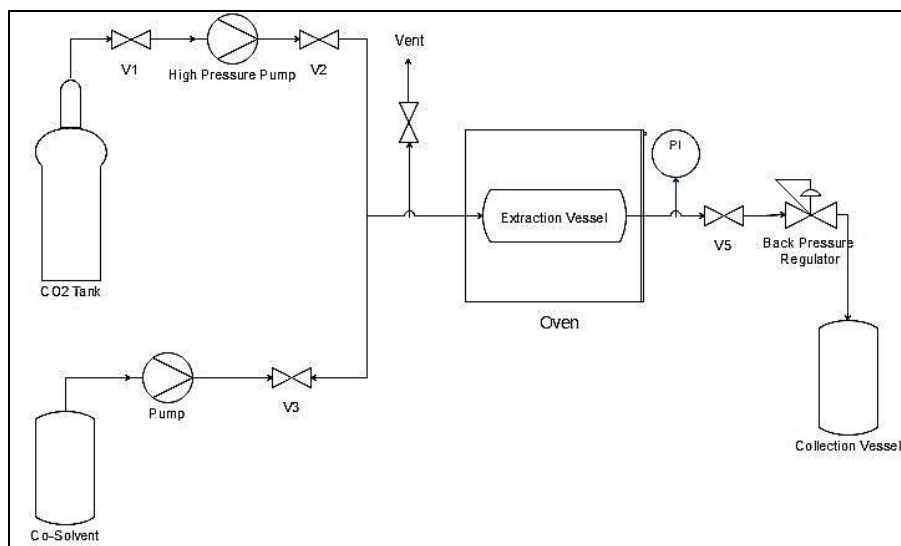 Vent
V1
V2
High Pressure Pump
PI
Extraction Vessel
V5
Back Pressure
Regulator
CO2 Tank
Oven
V3
Pump
Collection Vessel
Co-Solvent